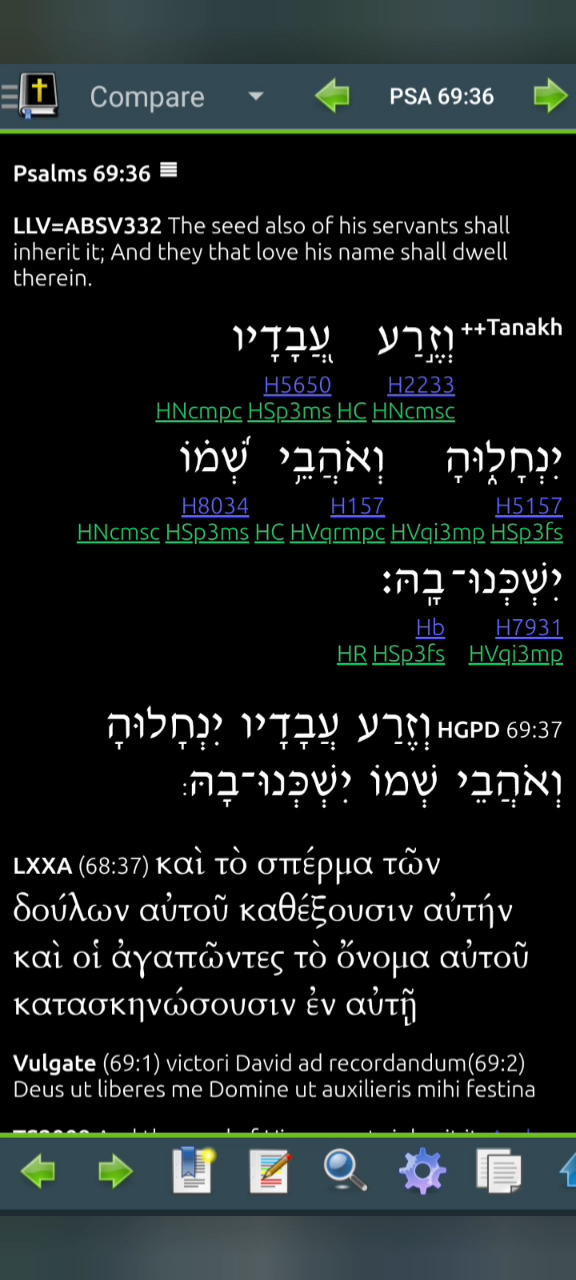 Compare
PSA 69:36
Psalms 69:36
LLV=ABSV332 The seed also of his servants shall
inherit it; And they that love his name shall dwell
therein.
++Tanakh וְזֶ֣רַע עֲ֭בָדָיו
H5650 H2233
HNcmpc HSp3ms HC HNcmsc
יִנְחָל֑וּהָ וְאֹהֲבֵ֥י שְׁ֝מ֗וֹ
H8034 H157 H5157
HNcmsc HSp3ms HC HVqrmpc HVqi3mp HSp3fs
יִשְׁכְּנוּ־בָֽהּ׃
Hb H7931
HR HSp3fs HVqi3mp
HGPD 69:37 וְזֶרַע עֲבָדָיו יִנְחָלוּהָ
וְאֹהֲבֵי שְׁמוֹ יִשְׁכְּנוּ־בָהּ׃
LXXA (68:37) καὶ τὸ σπέρμα τῶν
δούλων αὐτοῦ καθέξουσιν αὐτήν
καὶ οἱ ἀγαπῶντες τὸ ὄνομα αὐτοῦ
κατασκηνώσουσιν ἐν αὐτῇ
Vulgate (69:1) victori David ad recordandum(69:2)
Deus ut liberes me Domine ut auxilieris mihi festina